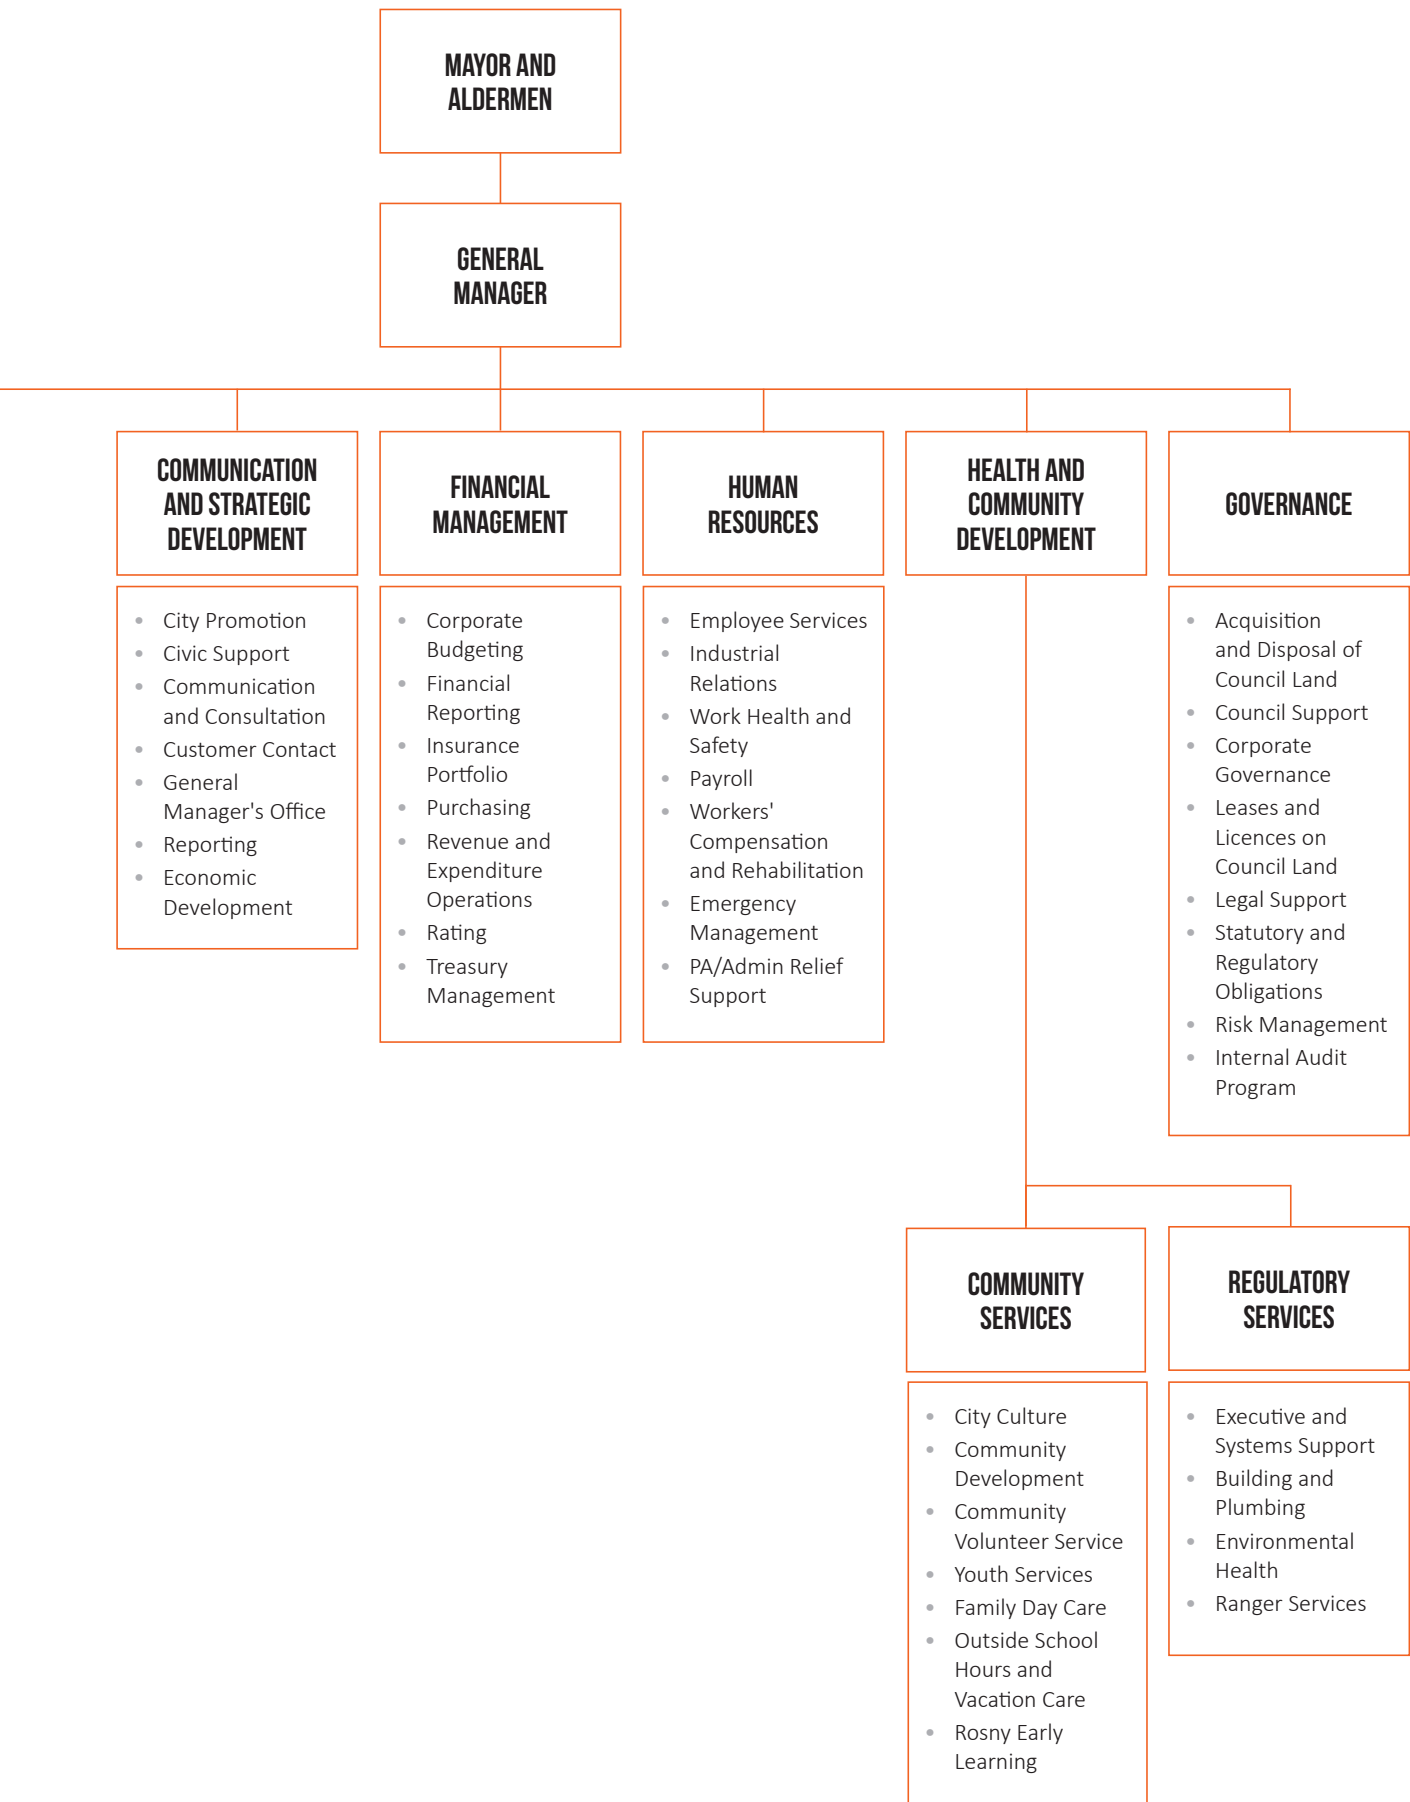 MAYOR AND
ALDERMEN
GENERAL
MANAGER
COMMUNICATION
AND STRATEGIC
DEVELOPMENT
• City Promotion
• Civic Support
• Communication
and Consultation
• Customer Contact
• General
Manager's Office
• Reporting
• Economic
Development
FINANCIAL
MANAGEMENT
• Corporate
Budgeting
• Financial
Reporting
• Insurance
Portfolio
• Purchasing
• Revenue and
Expenditure
Operations
• Rating
• Treasury
Management
HUMAN
RESOURCES
• Employee Services
• Industrial
Relations
• Work Health and
Safety
• Payroll
• Workers'
Compensation
and Rehabilitation
• Emergency
Management
• PA/Admin Relief
Support
HEALTH AND
COMMUNITY
DEVELOPMENT
GOVERNANCE
• Acquisition
and Disposal of
Council Land
• Council Support
• Corporate
Governance
• Leases and
Licences on
Council Land
• Legal Support
• Statutory and
Regulatory
Obligations
• Risk Management
• Internal Audit
Program
COMMUNITY
SERVICES
• City Culture
• Community
Development
• Community
Volunteer Service
• Youth Services
• Family Day Care
• Outside School
Hours and
Vacation Care
• Rosny Early
Learning
REGULATORY
SERVICES
• Executive and
Systems Support
• Building and
Plumbing
• Environmental
Health
• Ranger Services